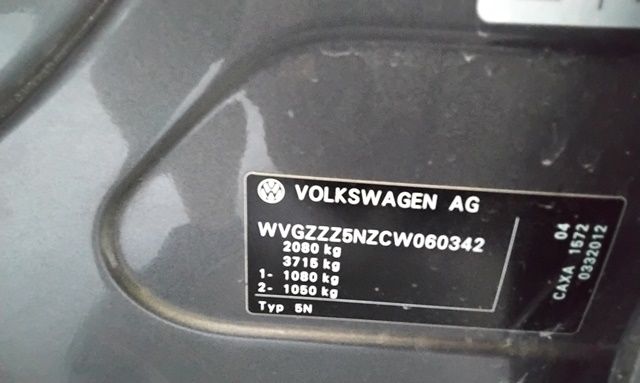 VOLKSWAGEN AG
WVGZZZ5NZCW060342
2080 kg
3715 kg
1- 1080 kg
2- 1050 kg
Typ 5N
04
CAXA 1572
0332012